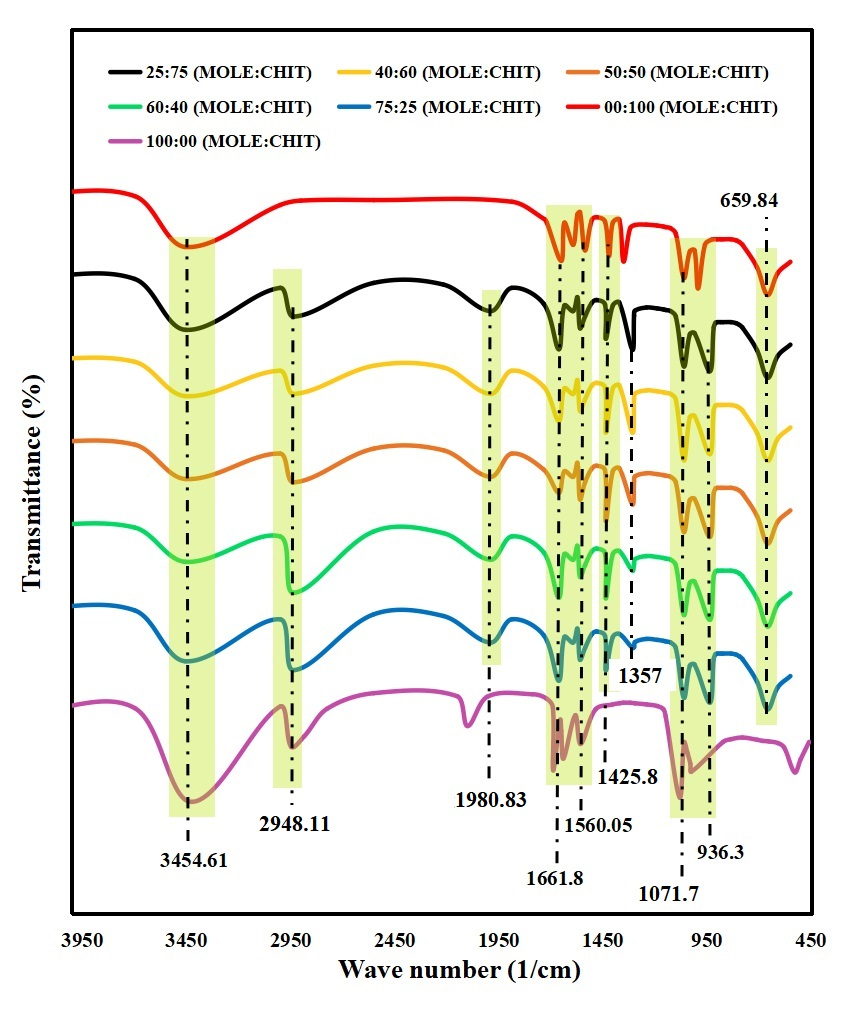 25:75 (MOLE:CHIT) 40:60 (MOLE:CHIT) 50:50 (MOLE:CHIT)
60:40 (MOLE:CHIT) 75:25 (MOLE:CHIT) 00:100 (MOLE:CHIT)
100:00 (MOLE:CHIT)
659.84
Transmittance (%)
1357
1425.8
1980.83
2948.11
1560.05
936.3
3454.61
1661.8
1071.7
3950 3450 2950 2450 1950 1450 950 450
Wave number (1/cm)